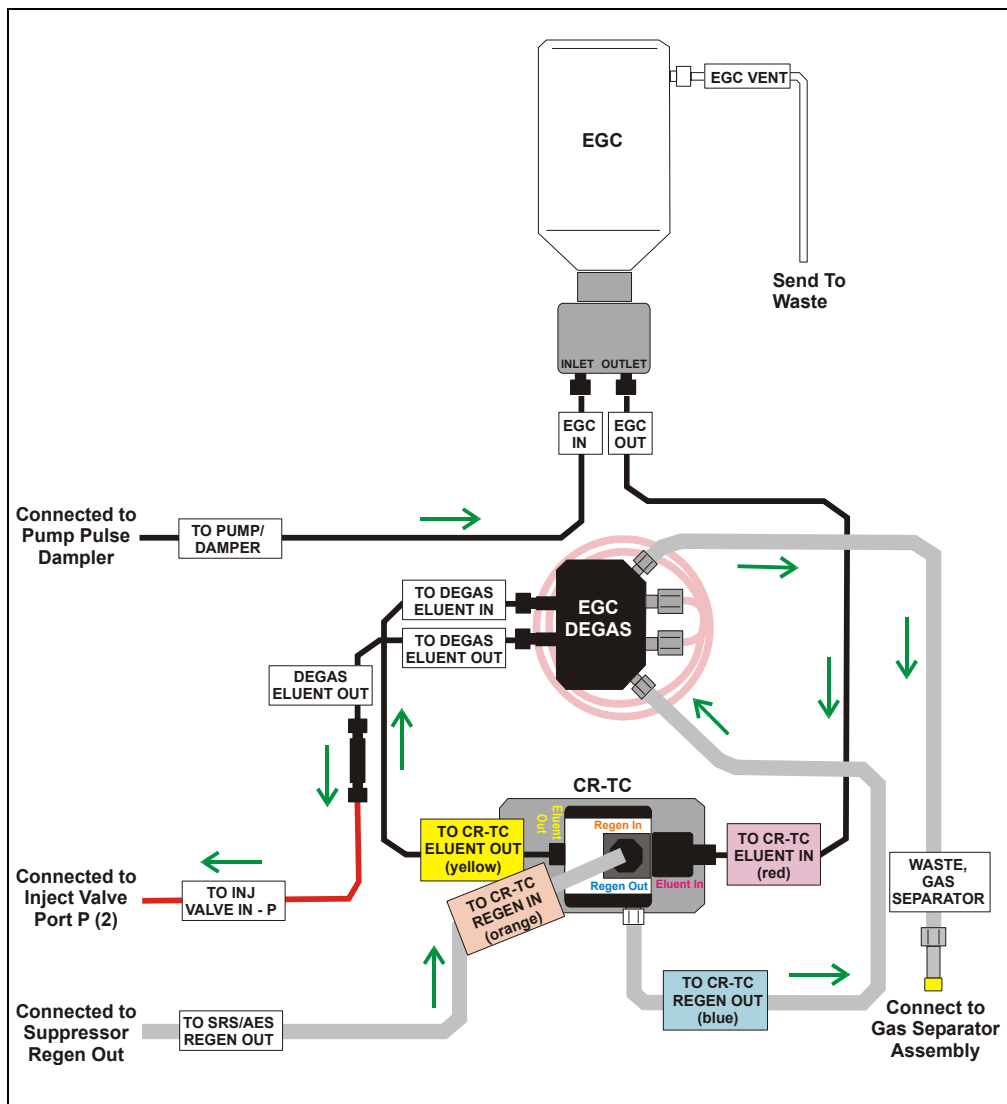 EGC VENT
EGC
Send To
Waste
INLET
OUTLET
EGC
IN
EGC
OUT
Connected to
Pump Pulse
Dampler
TO PUMP/
DAMPER
TO DEGAS
ELUENT IN
EGC
DEGAS
TO DEGAS
ELUENT OUT
DEGAS
ELUENT OUT
CR-TC
Eluent
Out
Regen In
TO CR-TC
ELUENT OUT
(yellow)
TO CR-TC
ELUENT IN
(red)
Regen Out
Eluent In
WASTE,
GAS
SEPARATOR
Connected to
Inject Valve
Port P (2)
TO INJ
VALVE IN - P
TO CR-TC
REGEN IN
(orange)
TO CR-TC
REGEN OUT
(blue)
Connected to
Suppressor
Regen Out
TO SRS/AES
REGEN OUT
Connect to
Gas Separator
Assembly